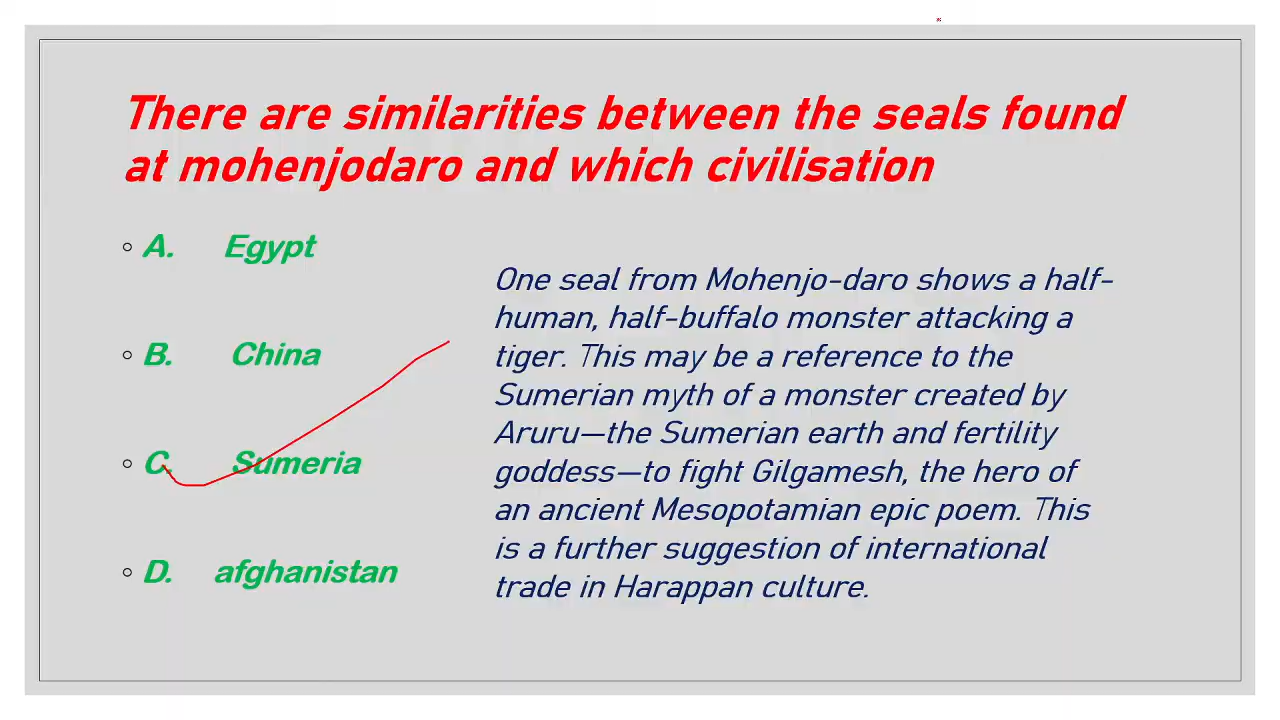 There are similarities between the seals found
at mohenjodaro and which civilisation
A. Egypt
B. China
C. Sumeria
D. afghanistan
One seal from Mohenjo-daro shows a half-
human, half-buffalo monster attacking a
tiger. This may be a reference to the
Sumerian myth of a monster created by
Aruru—the Sumerian earth and fertility
goddess—to fight Gilgamesh, the hero of
an ancient Mesopotamian epic poem. This
is a further suggestion of international
trade in Harappan culture.